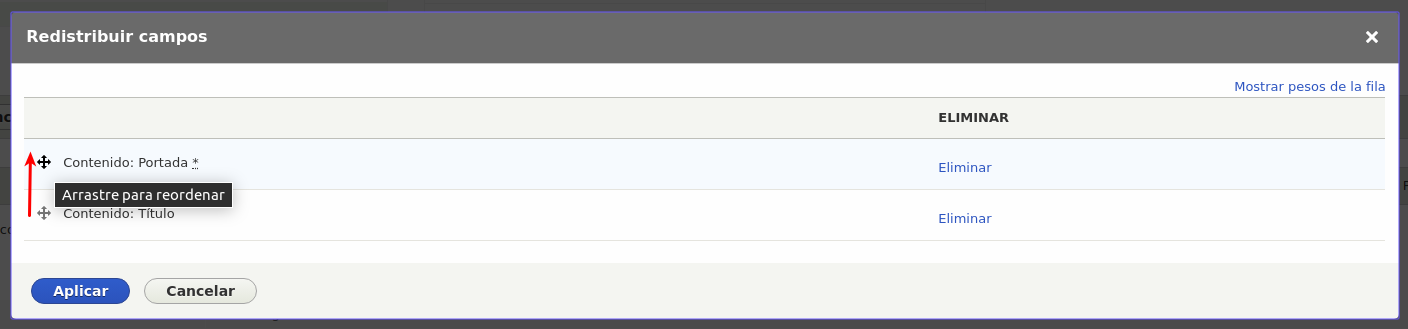 Redistribuir campos
Mostrar pesos de la fila
ELIMINAR
Contenido: Portada *
Eliminar
Arrastre para reordenar
Contenido: Título
Eliminar
Aplicar
Cancelar